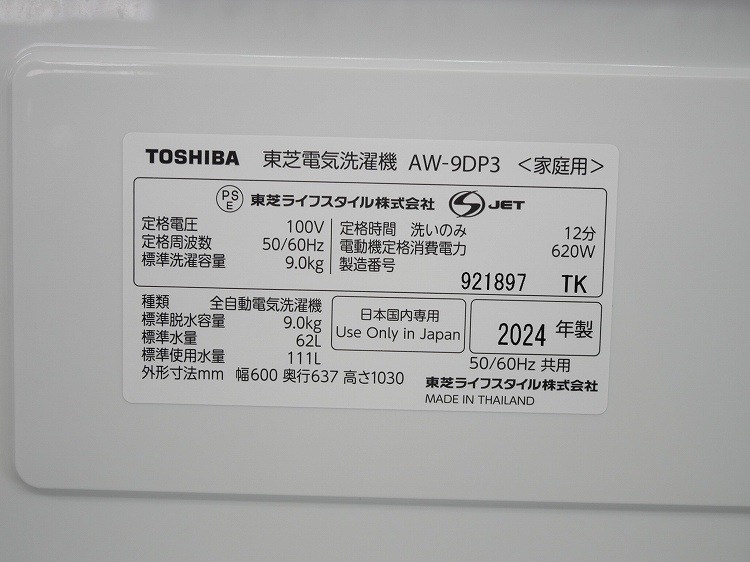 TOSHIBA 東芝電気洗濯機 AW-9DP3 <家庭用>
PS
E
東芝ライフスタイル株式会社 S JET
定格電圧 100V
定格周波数 50/60Hz
標準洗濯容量 9.0kg
定格時間 洗いのみ 12分
電動機定格消費電力 620W
製造番号
921897 TK
種類 全自動電気洗濯機
標準脱水容量 9.0kg
標準水量 62L
標準使用水量 111L
外形寸法mm 幅600 奥行637 高さ1030
日本国内専用
Use Only in Japan
2024 年製
50/60Hz 共用
東芝ライフスタイル株式会社
MADE IN THAILAND